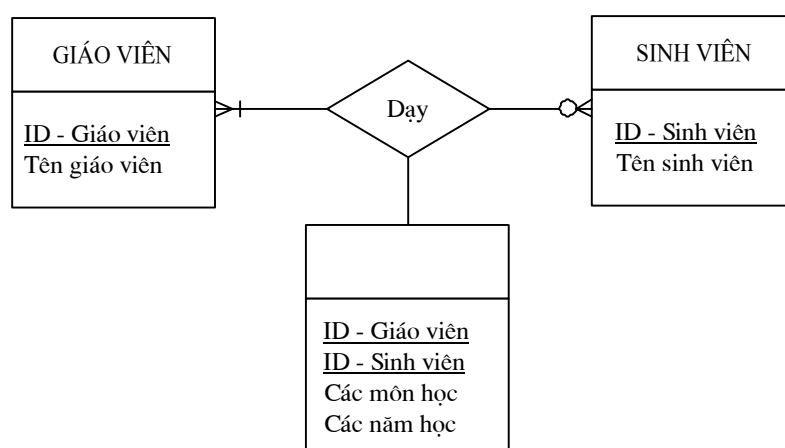 GIÁO VIÊN
ID - Giáo viên
Tên giáo viên
Dạy
SINH VIÊN
ID - Sinh viên
Tên sinh viên
ID - Giáo viên
ID - Sinh viên
Các môn học
Các năm học